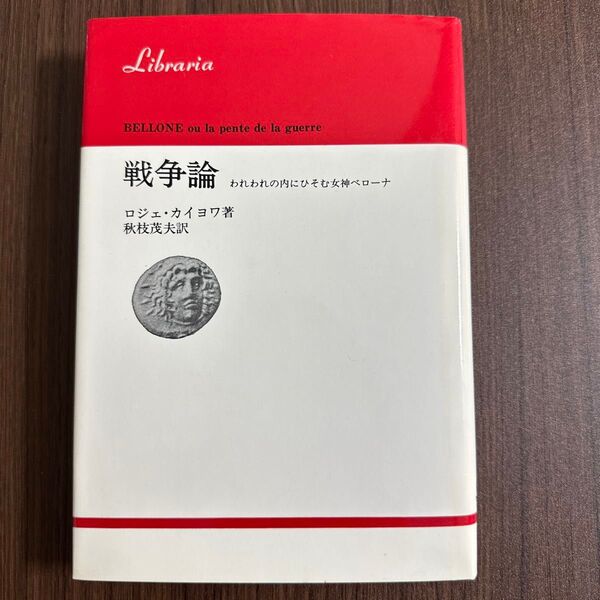 Libraria
BELLONE ou la pente de la guerre
戦争論 われわれの内にひそむ女神ベローナ
ロジェ・カイヨワ著
秋枝茂夫訳